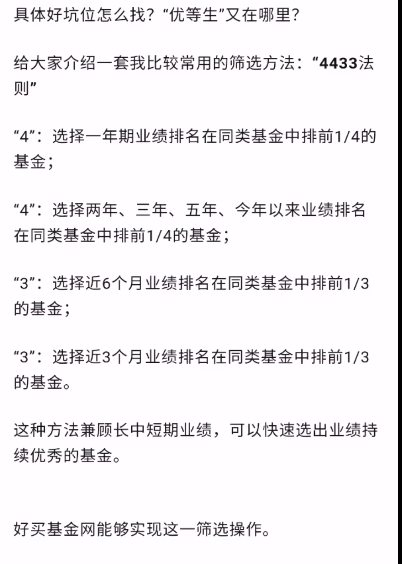 具体好坑位怎么找？“优等生”又在哪里？
给大家介绍一套我比较常用的筛选方法：“4433法
则”
“4”：选择一年期业绩排名在同类基金中排前1/4的
基金；
“4”：选择两年、三年、五年、今年以来业绩排名
在同类基金中排前1/4的基金；
“3”：选择近6个月业绩排名在同类基金中排前1/3
的基金；
“3”：选择近3个月业绩排名在同类基金中排前1/3
的基金。
这种方法兼顾长中短期业绩，可以快速选出业绩持
续优秀的基金。
好买基金网能够实现这一筛选操作。